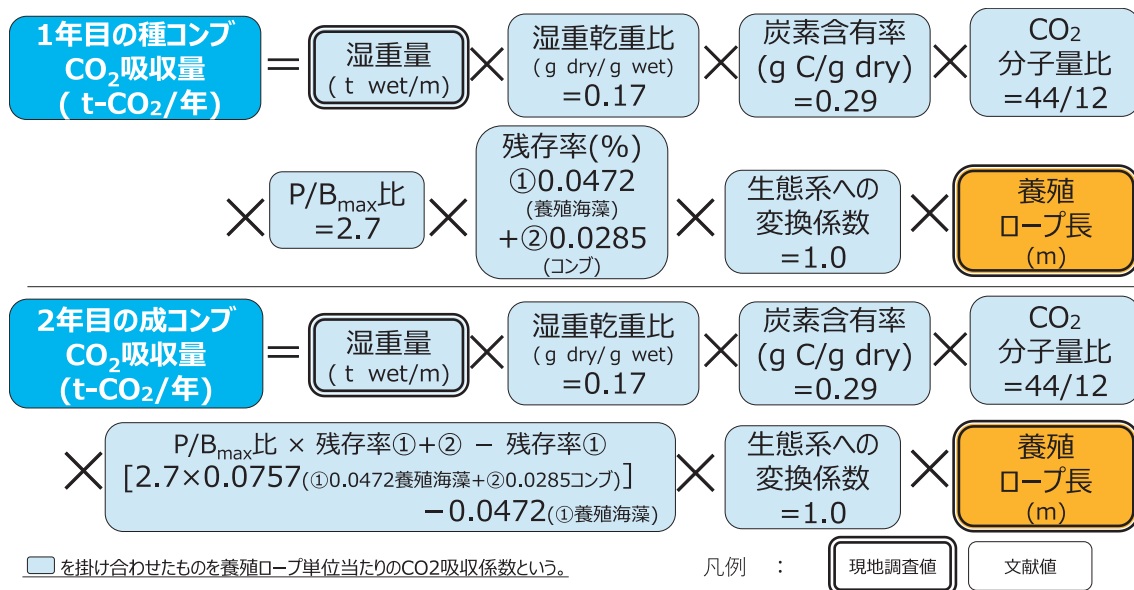 1年目の種コンブ
CO₂吸収量
( t-CO₂/年)
=
湿重量
( t wet/m)
×
湿重乾重比
(g dry/g wet)
=0.17
×
炭素含有率
(g C/g dry)
=0.29
×
CO₂
分子量比
=44/12
×
P/Bmax比
=2.7
×
残存率(%)
①0.0472
(養殖海藻)
+②0.0285
(コンブ)
×
生態系への
変換係数
=1.0
×
養殖
ロープ長
(m)
2年目の成コンブ
CO₂吸収量
(t-CO₂/年)
=
湿重量
( t wet/m)
×
湿重乾重比
(g dry/g wet)
=0.17
×
炭素含有率
(g C/g dry)
=0.29
×
CO₂
分子量比
=44/12
×
P/Bmax比 × 残存率①+② − 残存率①
[2.7×0.0757(①0.0472養殖海藻+②0.0285コンブ)]
−0.0472(①養殖海藻)
×
生態系への
変換係数
=1.0
×
養殖
ロープ長
(m)
を掛け合わせたものを養殖ロープ単位当たりのCO2吸収係数という。
凡例 :
現地調査値
文献値